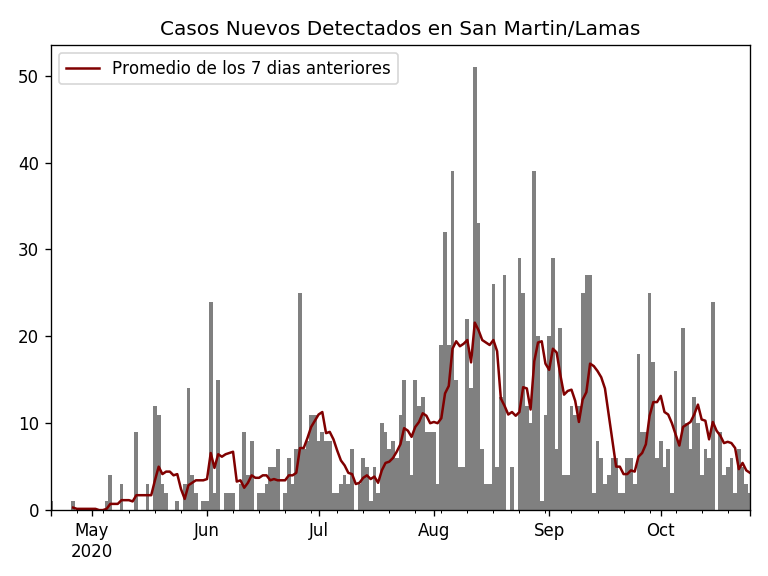 Casos Nuevos Detectados en San Martin/Lamas
Promedio de los 7 dias anteriores
50
40
30
20
10
0
May Jun Jul Aug Sep Oct
2020